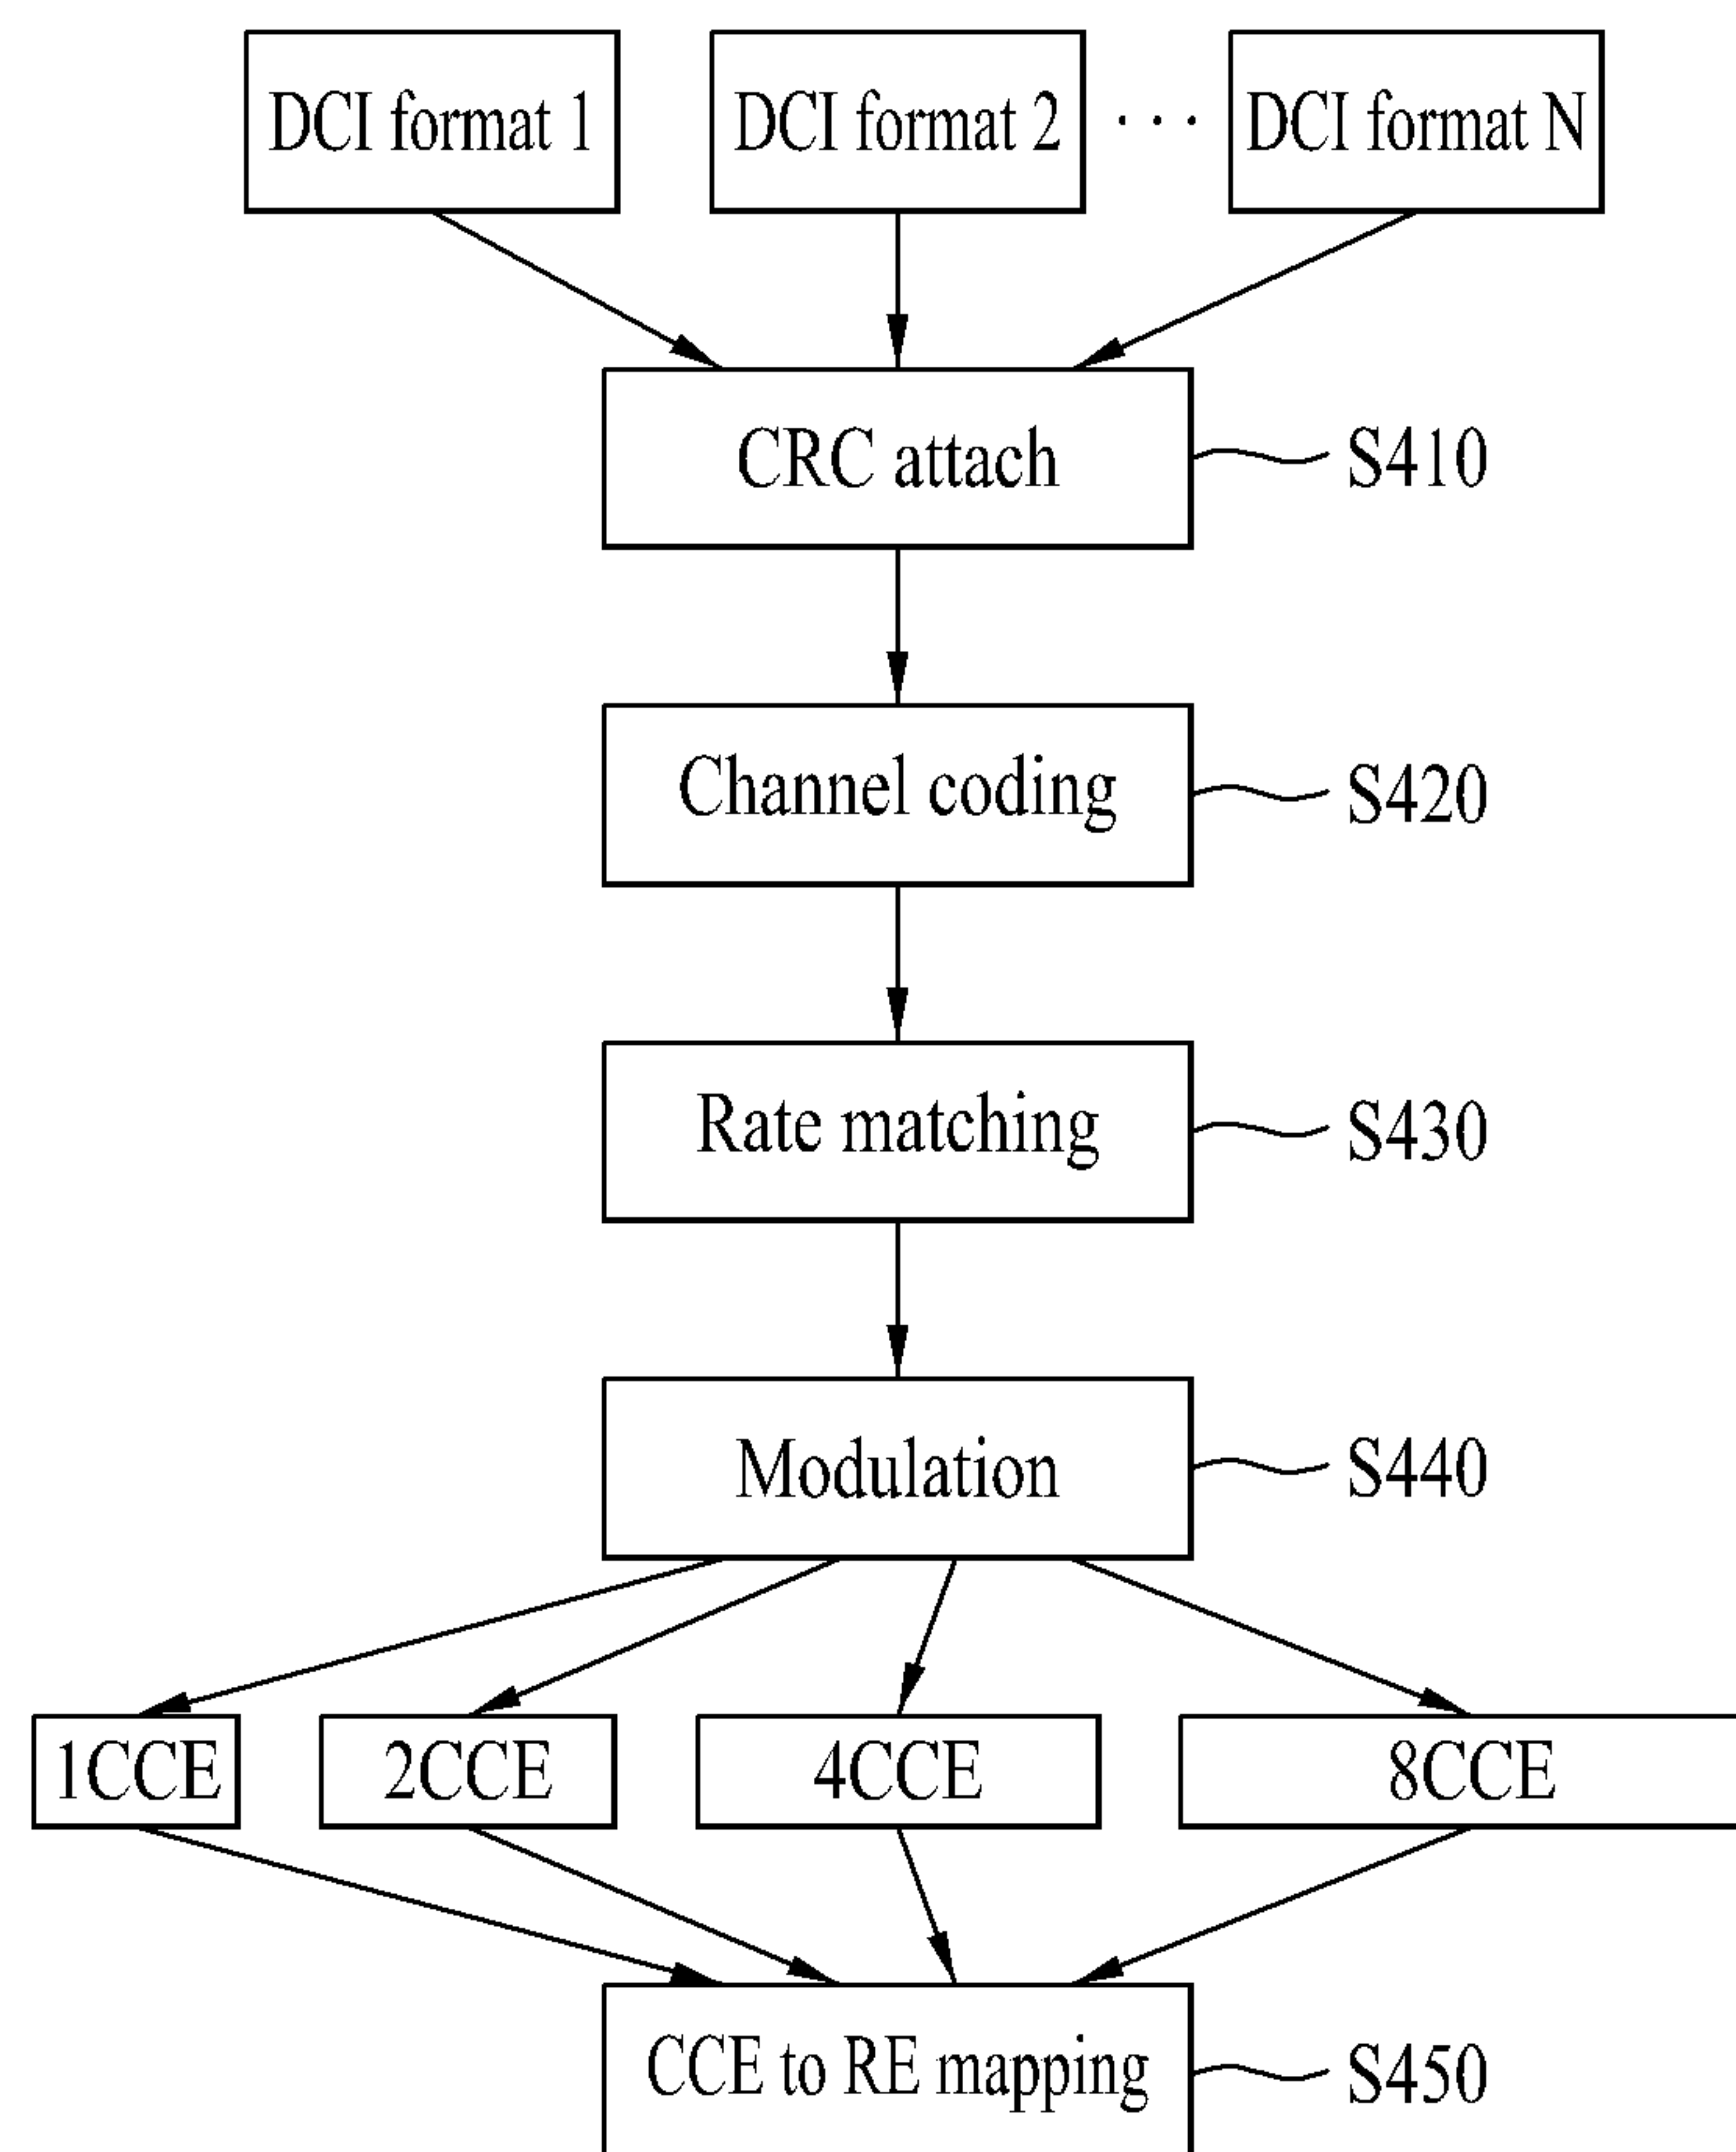 DCI format 1
DCI format 2
· · ·
DCI format N
CRC attach
S410
Channel coding
S420
Rate matching
S430
Modulation
S440
1CCE
2CCE
4CCE
8CCE
CCE to RE mapping
S450